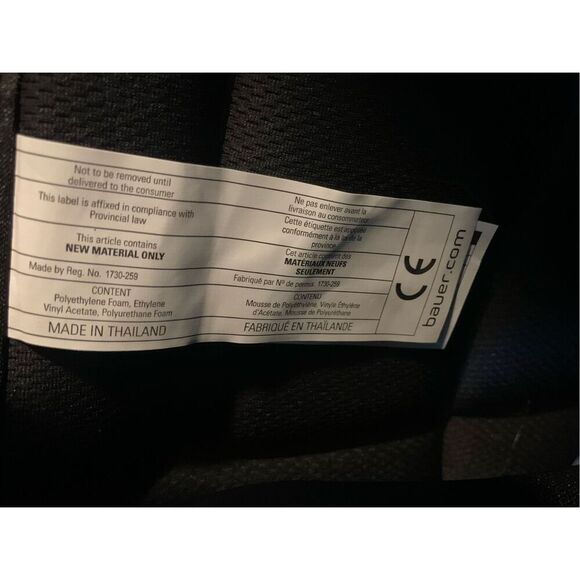 Not to be removed until
delivered to the consumer
This label is affixed in compliance with
Provincial law
This article contains
NEW MATERIAL ONLY
Made by Reg. No. 1730-259
CONTENT
Polyethylene Foam, Ethylene
Vinyl Acetate, Polyurethane Foam
MADE IN THAILAND
Ne pas enlever avant la
livraison au consommateur
Cette étiquette est apposée
conformément à la loi de la
province
Cet article contient des
MATÉRIAUX NEUFS
SEULEMENT
Fabriqué par Nº de permis 1730-259
CONTENU
Mousse de Polyéthylène, Vinyle Éthylène
d'Acétate, Mousse de Polyuréthane
FABRIQUÉ EN THAÏLANDE
CE
bauer.com